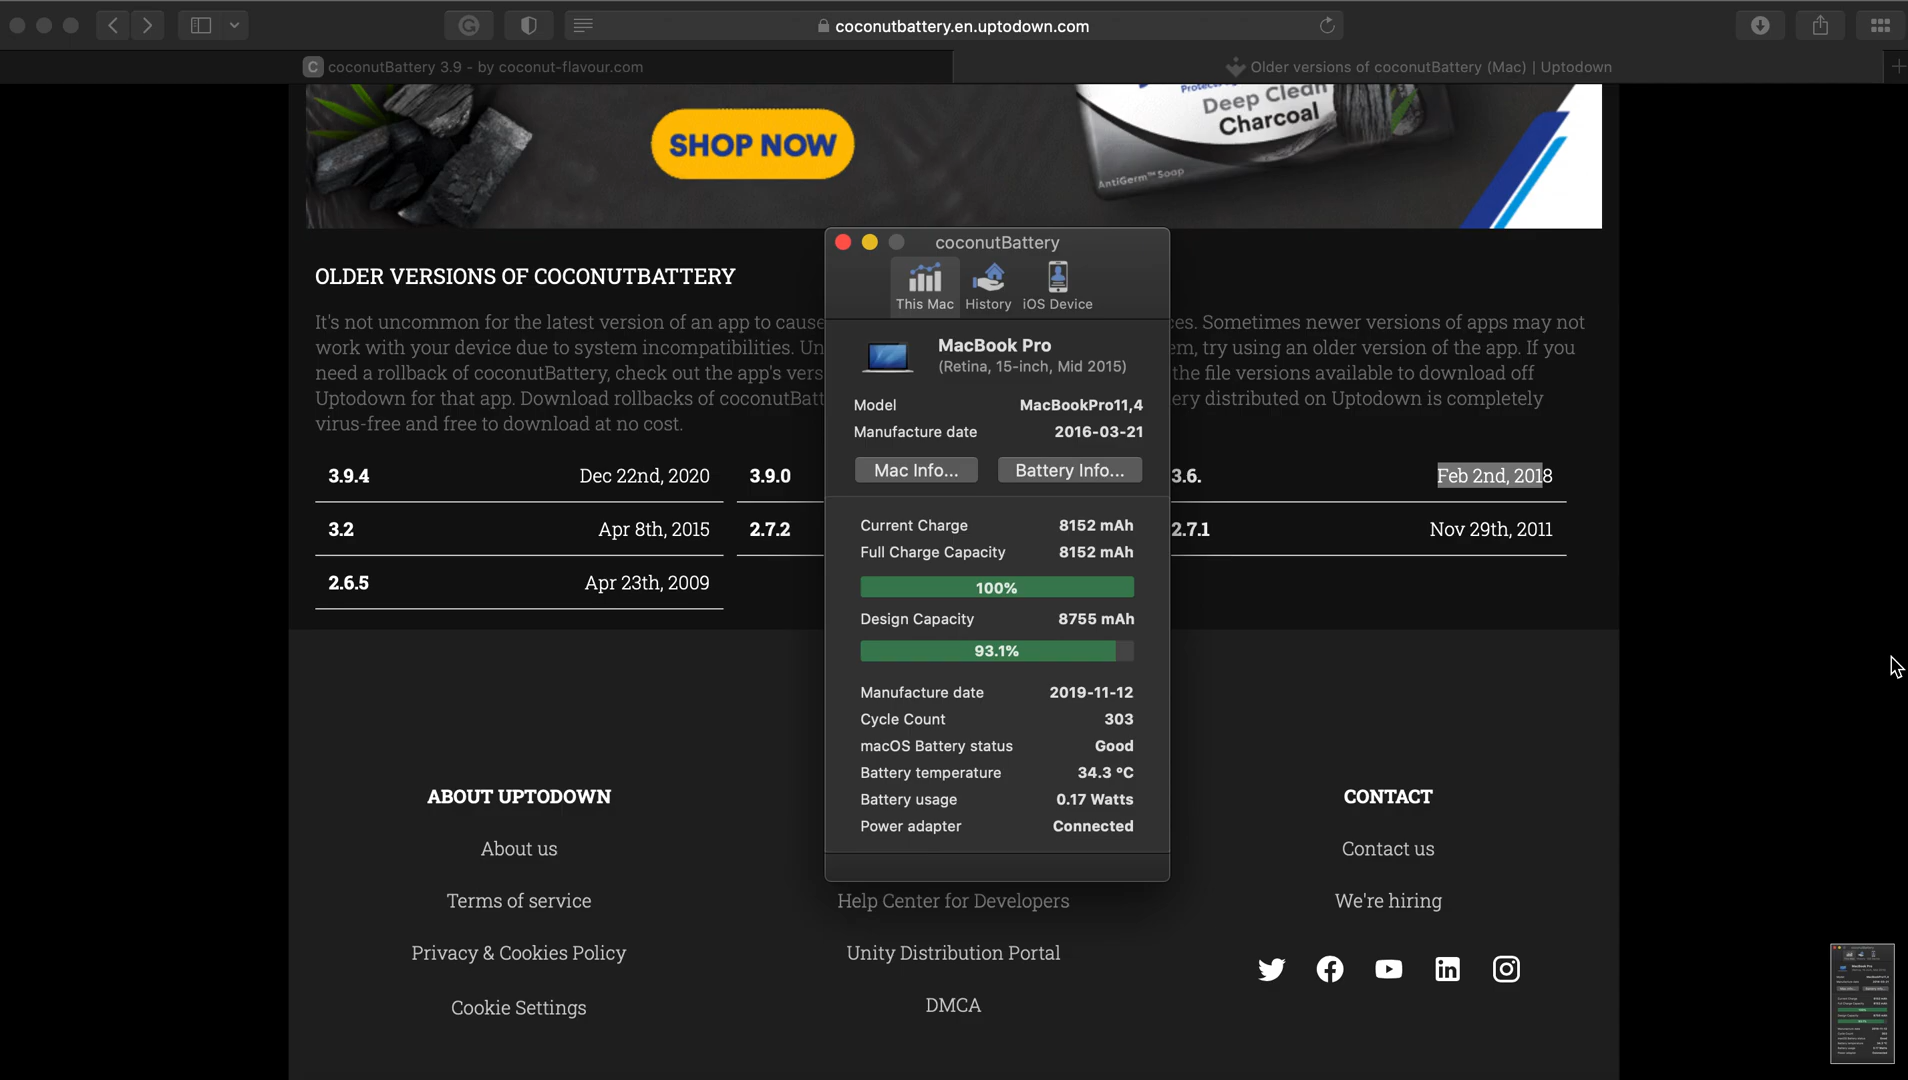 coconutbattery.en.uptodown.com
C coconutBattery 3.9 - by coconut-flavour.com
Older versions of coconutBattery (Mac) | Uptodown
SHOP NOW
Deep Clean
Charcoal
AntiGerm™ Soap
OLDER VERSIONS OF COCONUTBATTERY
It's not uncommon for the latest version of an app to cause
ces. Sometimes newer versions of apps may not
work with your device due to system incompatibilities. Un
em, try using an older version of the app. If you
need a rollback of coconutBattery, check out the app's vers
the file versions available to download off
Uptodown for that app. Download rollbacks of coconutBatt
ery distributed on Uptodown is completely
virus-free and free to download at no cost.
3.9.4 Dec 22nd, 2020
3.9.0
3.6. Feb 2nd, 2018
3.2 Apr 8th, 2015
2.7.2
2.7.1 Nov 29th, 2011
2.6.5 Apr 23th, 2009
coconutBattery
This Mac History iOS Device
MacBook Pro
(Retina, 15-inch, Mid 2015)
Model MacBookPro11,4
Manufacture date 2016-03-21
Mac Info... Battery Info...
Current Charge 8152 mAh
Full Charge Capacity 8152 mAh
100%
Design Capacity 8755 mAh
93.1%
Manufacture date 2019-11-12
Cycle Count 303
macOS Battery status Good
Battery temperature 34.3 ºC
Battery usage 0.17 Watts
Power adapter Connected
ABOUT UPTODOWN
About us
Terms of service
Privacy & Cookies Policy
Cookie Settings
Help Center for Developers
Unity Distribution Portal
DMCA
CONTACT
Contact us
We're hiring